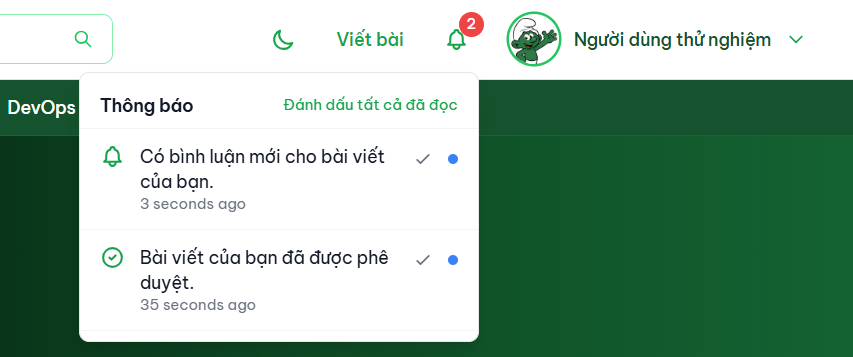 Viết bài
2
Người dùng thử nghiệm
DevOps
Thông báo
Đánh dấu tất cả đã đọc
Có bình luận mới cho bài viết
của bạn.
3 seconds ago
Bài viết của bạn đã được phê
duyệt.
35 seconds ago